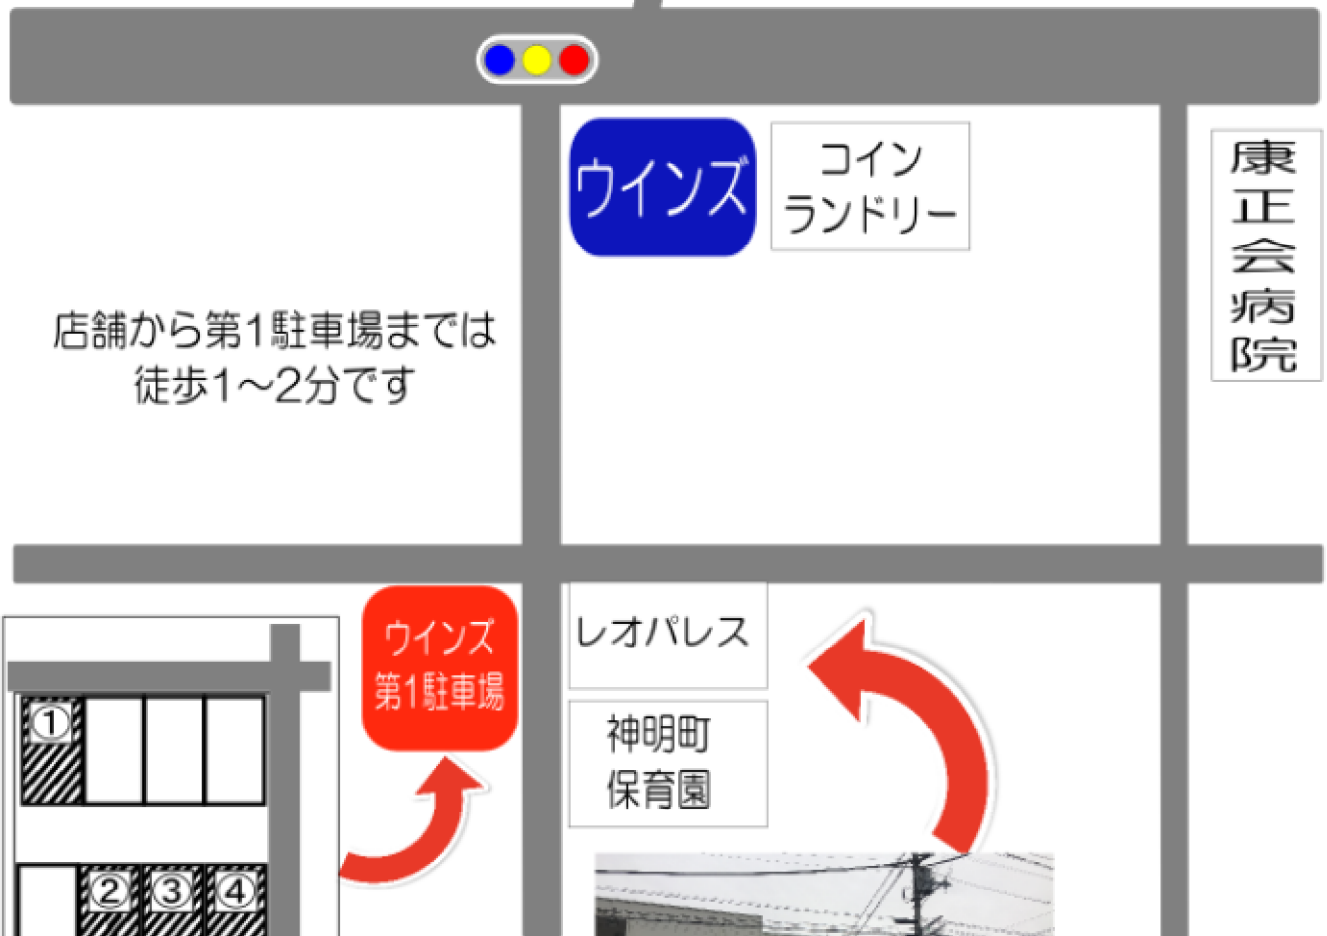 ウインズ
コイン
ランドリー
康正会病院
店舗から第1駐車場までは
徒歩1～2分です
ウインズ
第1駐車場
レオパレス
神明町
保育園
①
② ③ ④